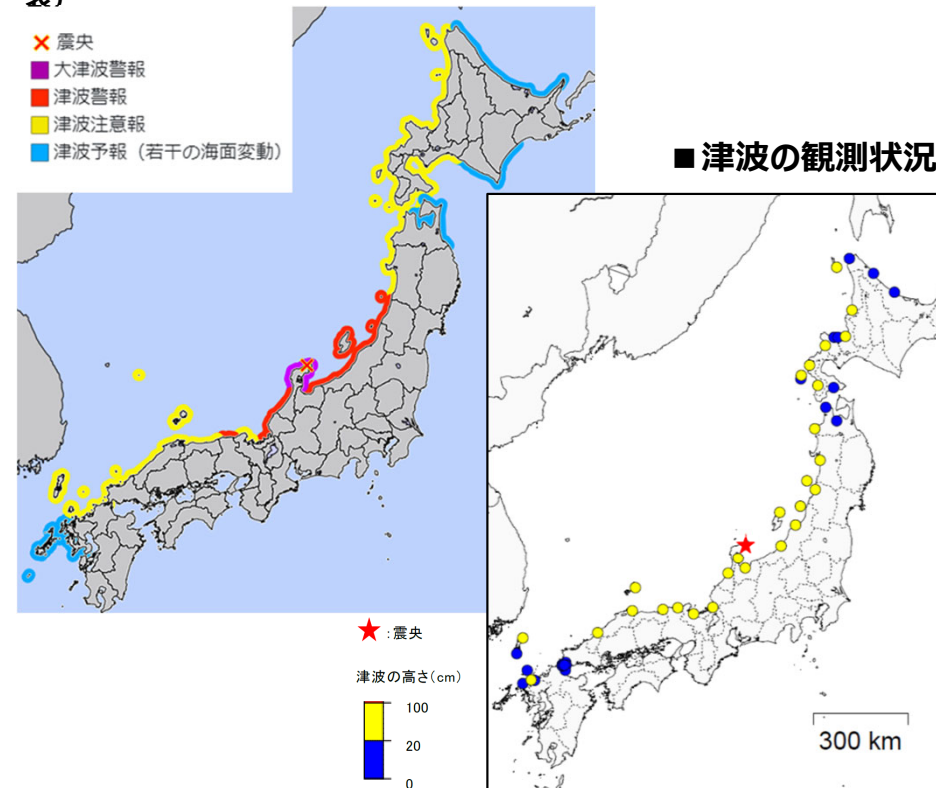 震央
大津波警報
津波警報
津波注意報
津波予報（若干の海面変動）
■津波の観測状況
★:震央
津波の高さ(cm)
100
20
0
300 km